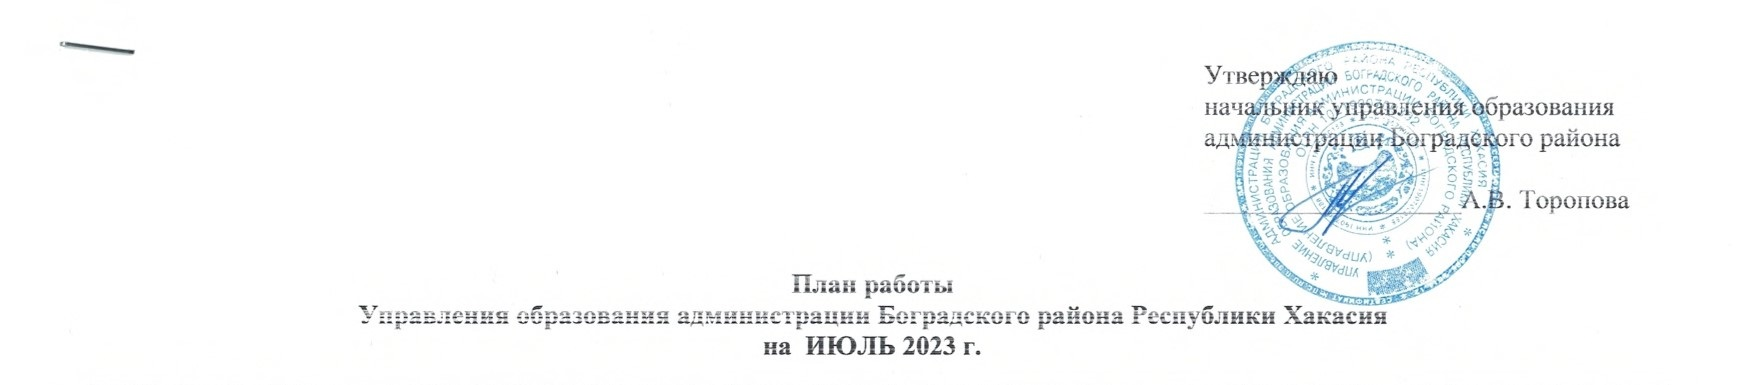 Утверждаю
начальник управления образования
администрации Боградского района
А.В. Торопова
План работы
Управления образования администрации Боградского района Республики Хакасия
на ИЮЛЬ 2023 г.